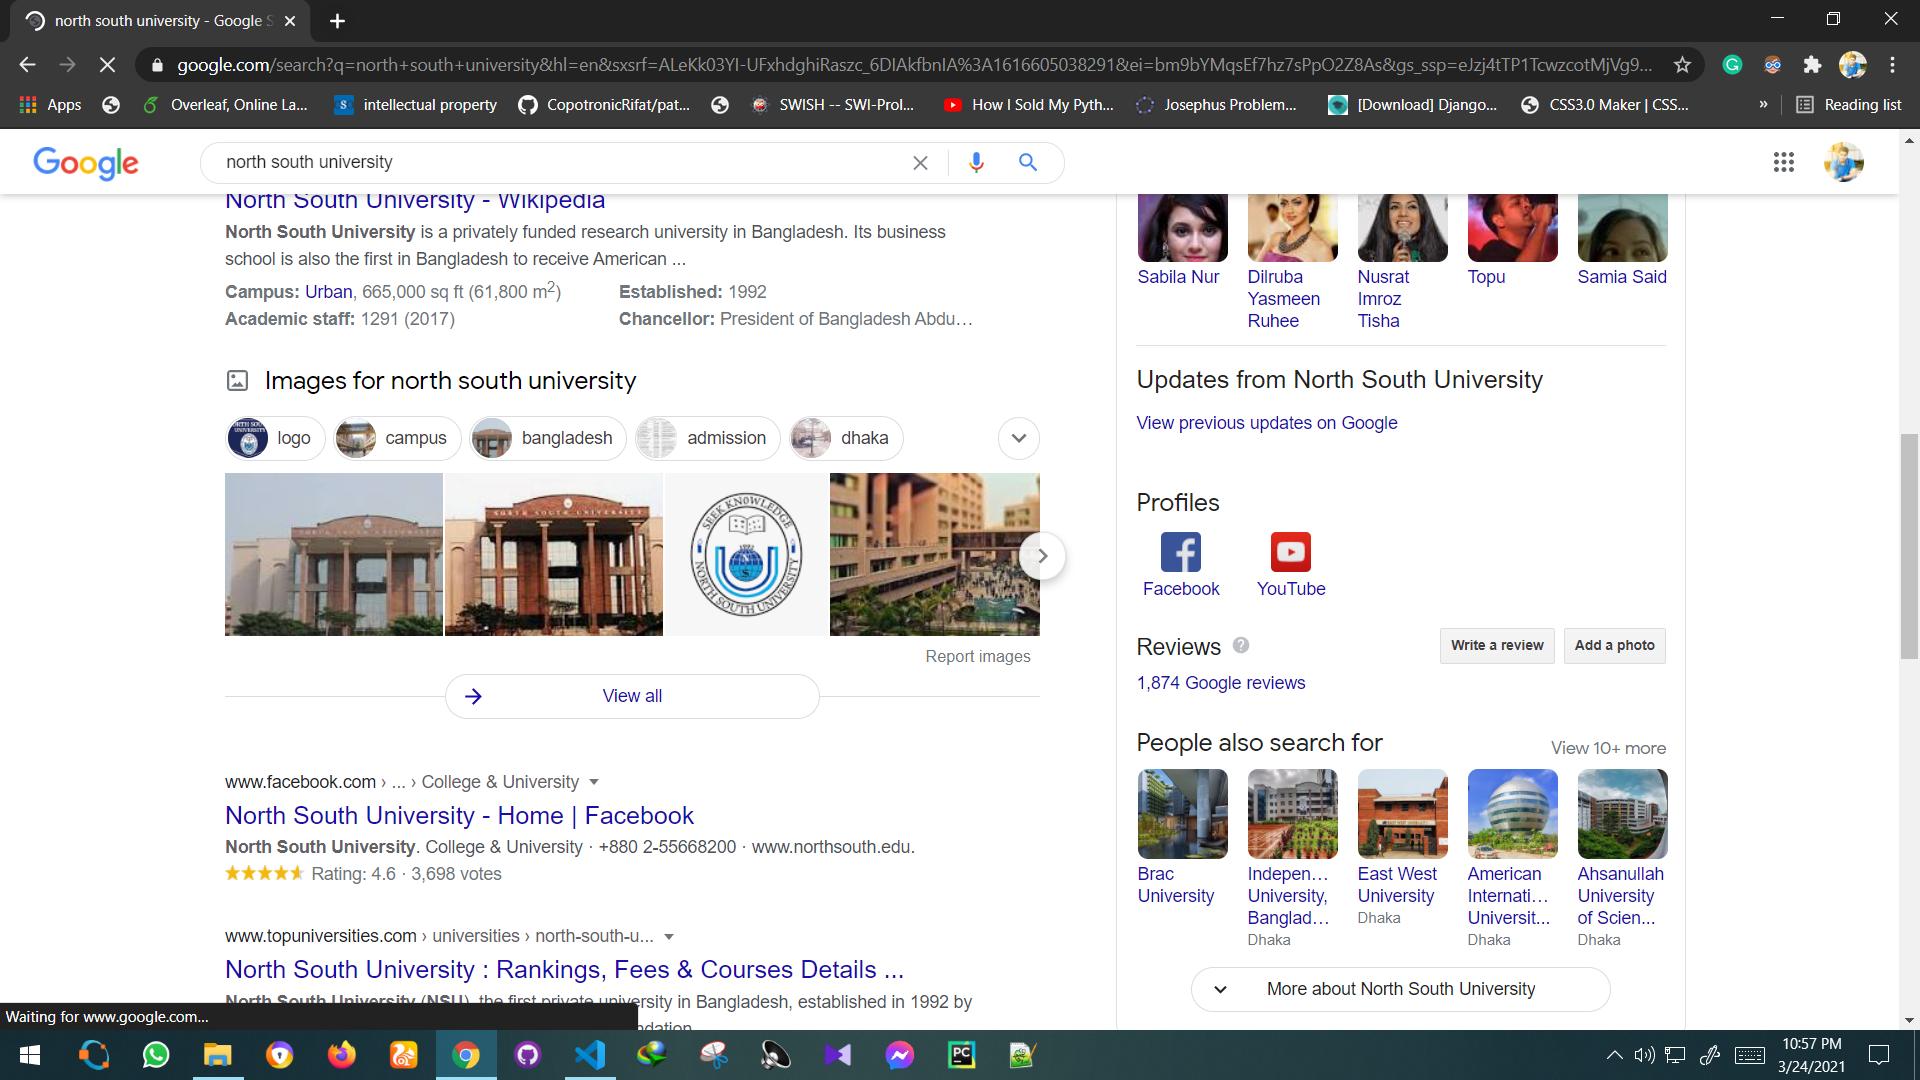 north south university - Google S
google.com/search?q=north+south+university&hl=en&sxsrf=ALeKk03YI-UFxhdghiRaszc_6DIAkfbnIA%3A1616605038291&ei=bm9bYMqsEf7hz7sPpO2Z8As&gs_ssp=eJzj4tTP1TcwzcotMjVg9...
Apps
Overleaf, Online La...
intellectual property
CopotronicRifat/pat...
SWISH -- SWI-Prol...
How I Sold My Pyth...
Josephus Problem...
[Download] Django...
CSS3.0 Maker | CSS...
»
Reading list
Google
north south university
North South University - Wikipedia
North South University is a privately funded research university in Bangladesh. Its business
school is also the first in Bangladesh to receive American ...
Campus: Urban, 665,000 sq ft (61,800 m2)
Established: 1992
Academic staff: 1291 (2017)
Chancellor: President of Bangladesh Abdu…
Images for north south university
logo
campus
bangladesh
admission
dhaka
NORTH SOUTH UNIVERSITY
SEEK KNOWLEDGE
NORTH SOUTH UNIVERSITY
Report images
View all
www.facebook.com › ... › College & University
North South University - Home | Facebook
North South University. College & University · +880 2-55668200 · www.northsouth.edu.
Rating: 4.6 · 3,698 votes
www.topuniversities.com › universities › north-south-u...
North South University : Rankings, Fees & Courses Details ...
North South University (NSU), the first private university in Bangladesh, established in 1992 by
Waiting for www.google.com...
Sabila Nur
Dilruba
Yasmeen
Ruhee
Nusrat
Imroz
Tisha
Topu
Samia Said
Updates from North South University
View previous updates on Google
Profiles
Facebook
YouTube
Reviews
Write a review
Add a photo
1,874 Google reviews
People also search for
View 10+ more
Brac
University
Indepen…
University,
Banglad…
Dhaka
East West
University
Dhaka
American
Internati…
Universit...
Dhaka
Ahsanullah
University
of Scien...
Dhaka
More about North South University
PC
10:57 PM
3/24/2021